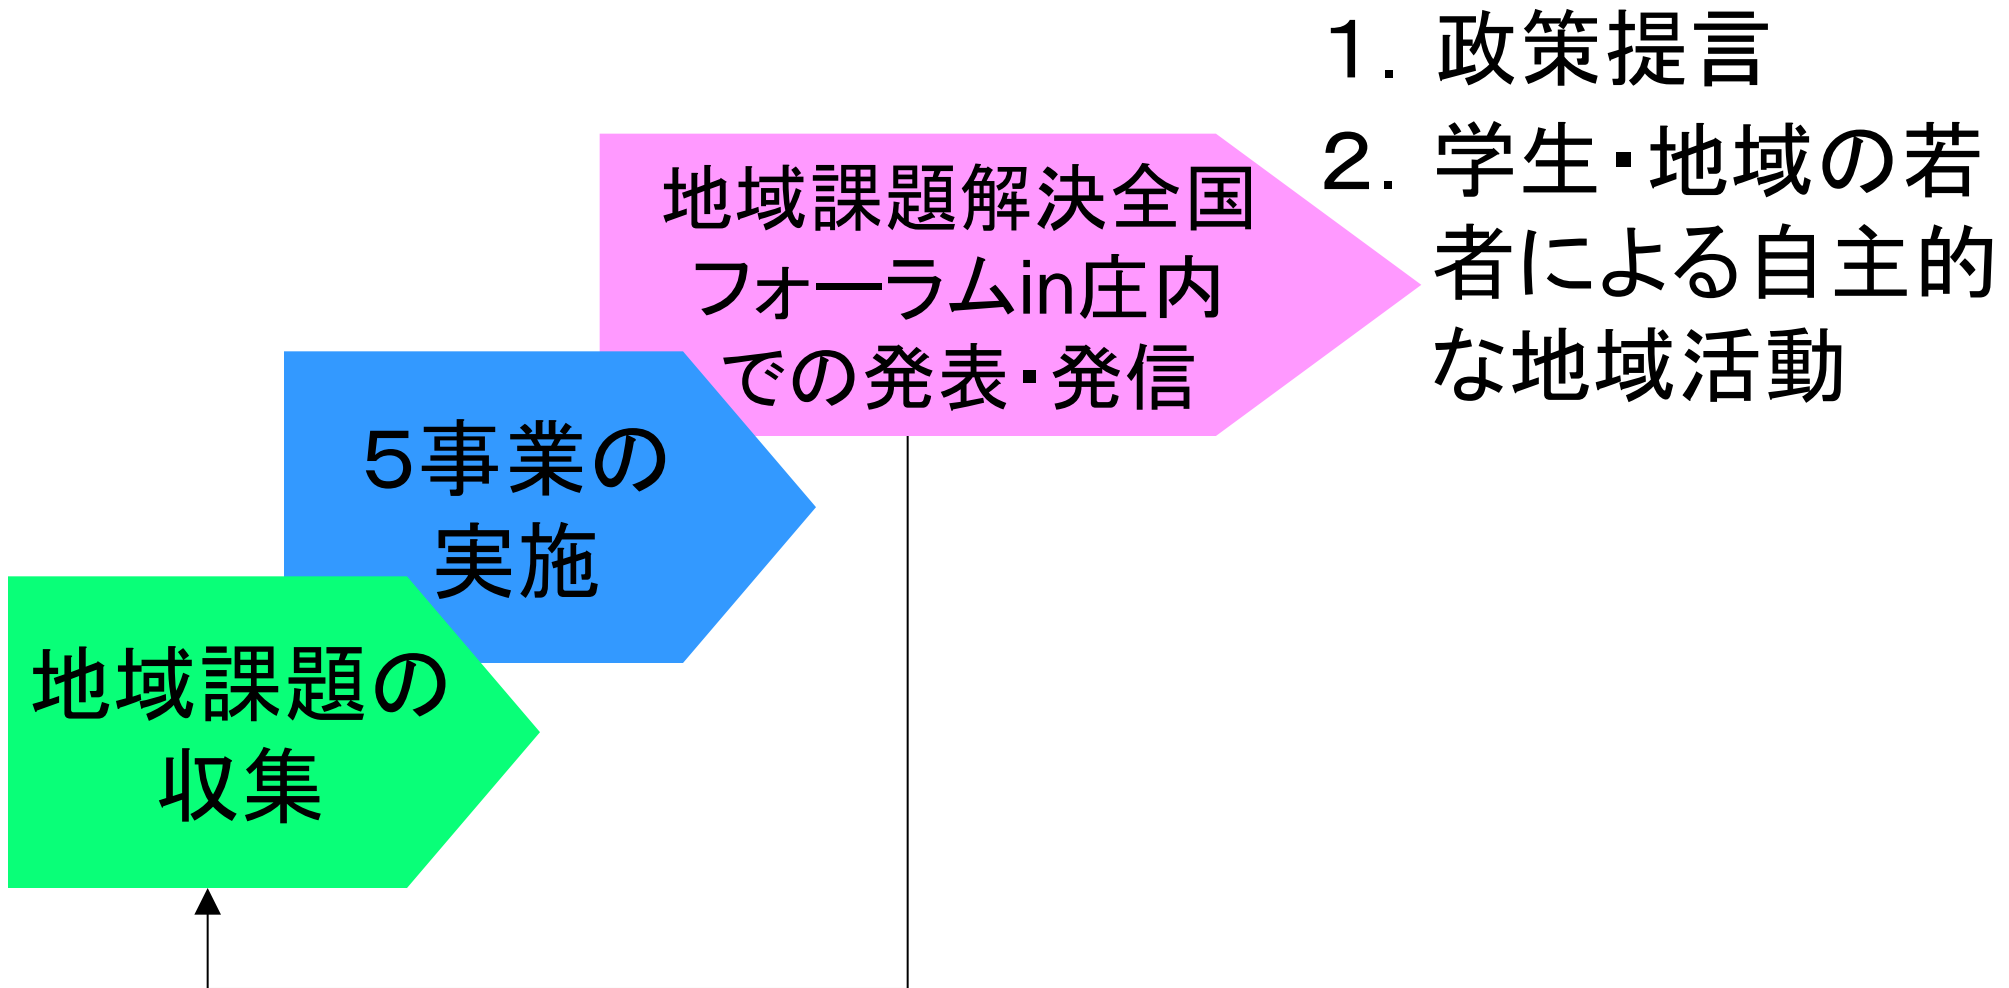 1. 政策提言
2. 学生・地域の若
者による自主的
な地域活動
地域課題解決全国
フォーラムin庄内
での発表・発信
5事業の
実施
地域課題の
収集